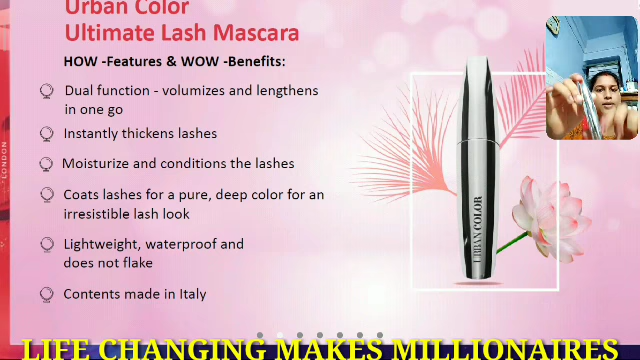 Urban Color
Ultimate Lash Mascara
HOW -Features & WOW -Benefits:
Dual function - volumizes and lengthens
in one go
Instantly thickens lashes
Moisturize and conditions the lashes
Coats lashes for a pure, deep color for an
irresistible lash look
Lightweight, waterproof and
does not flake
Contents made in Italy
LONDON
URBAN COLOR
LIFE CHANGING MAKES MILLIONAIRES